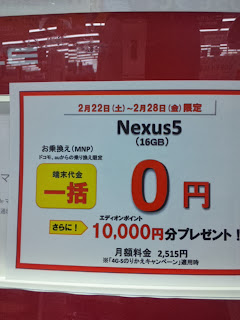 2月22日(土)~2月28日(金)限定
Nexus5
(16GB)
お乗換え(MNP)
ドコモ、auからの乗り換え限定
端末代金
一括
0円
さらに!
エディオンポイント
10,000円分プレゼント!
月額料金 2,515円
※「4G-Sのりかえキャンペーン」適用時
マ